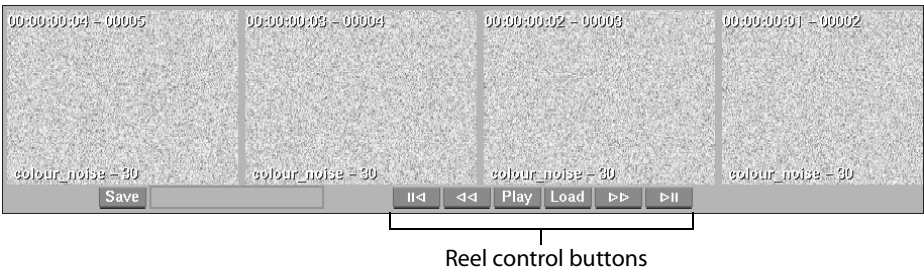 00:00:00:04 – 00005 00:00:00:03 – 00004 00:00:00:02 – 00003 00:00:00:01 – 00002
colour_noise – 30 colour_noise – 30 colour_noise – 30 colour_noise – 30
Save Play Load
Reel control buttons